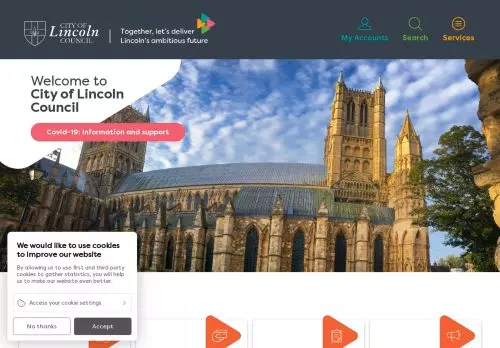 CITY OF
Lincoln
COUNCIL
Together, let's deliver
Lincoln's ambitious future
My Accounts
Search
Services
Welcome to
City of Lincoln
Council
Covid-19: Information and support
We would like to use cookies
to improve our website
By allowing us to use first and third party
cookies to gather statistics, you will help
us to make our website even better.
Access your cookie settings
No thanks
Accept